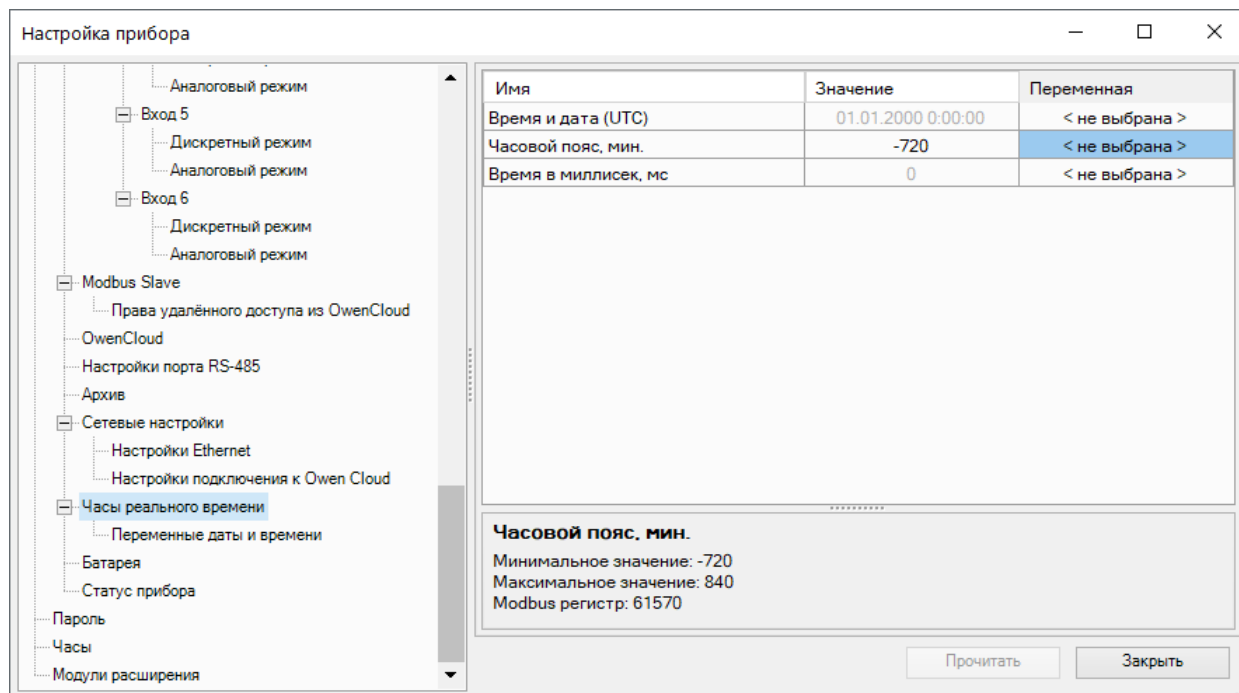 Настройка прибора
Аналоговый режим
Вход 5
Дискретный режим
Аналоговый режим
Вход 6
Дискретный режим
Аналоговый режим
Modbus Slave
Права удалённого доступа из OwenCloud
OwenCloud
Настройки порта RS-485
Архив
Сетевые настройки
Настройки Ethernet
Настройки подключения к Owen Cloud
Часы реального времени
Переменные даты и времени
Батарея
Статус прибора
Пароль
Часы
Модули расширения
Имя Значение Переменная
Время и дата (UTC) 01.01.2000 0:00:00 < не выбрана >
Часовой пояс, мин. -720 < не выбрана >
Время в миллисек, мс 0 < не выбрана >
Часовой пояс, мин.
Минимальное значение: -720
Максимальное значение: 840
Modbus регистр: 61570
Прочитать Закрыть